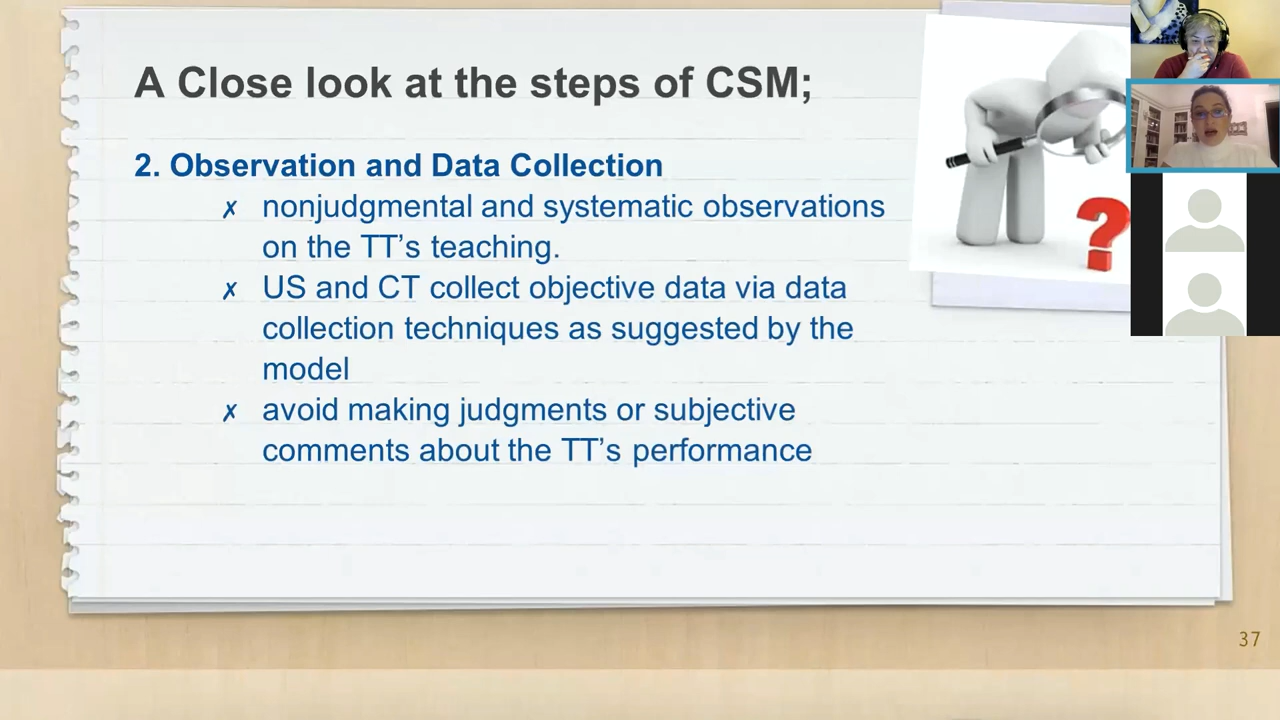 A Close look at the steps of CSM;
2. Observation and Data Collection
✗ nonjudgmental and systematic observations
on the TT’s teaching.
✗ US and CT collect objective data via data
collection techniques as suggested by the
model
✗ avoid making judgments or subjective
comments about the TT’s performance
?
37